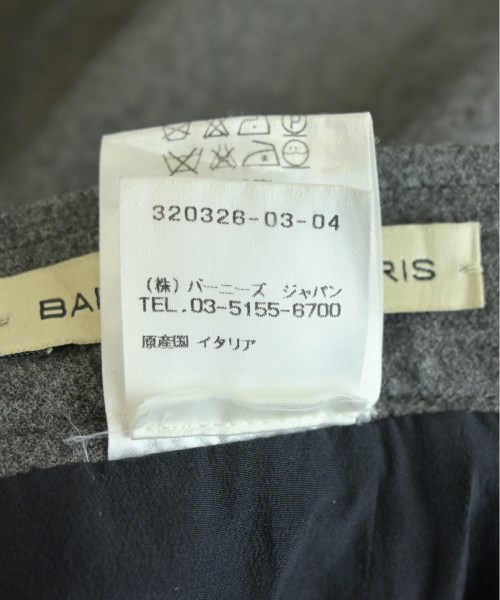 320326-03-04
BA RIS
(株) バーニーズ ジャパン
TEL.03-5155-6700
原産国 イタリア